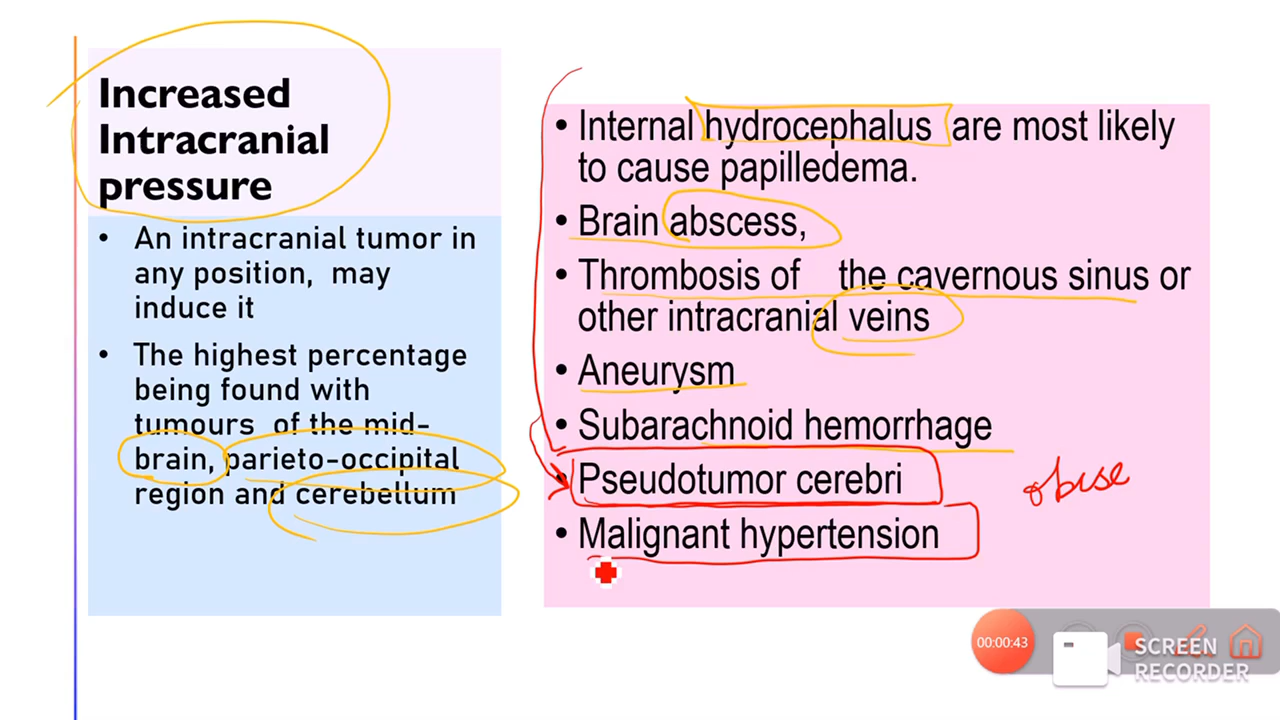 Increased
Intracranial
pressure
• An intracranial tumor in
any position, may
induce it
• The highest percentage
being found with
tumours of the mid-
brain, parieto-occipital
region and cerebellum
• Internal hydrocephalus are most likely
to cause papilledema.
• Brain abscess,
• Thrombosis of the cavernous sinus or
other intracranial veins
• Aneurysm
• Subarachnoid hemorrhage
• Pseudotumor cerebri
obese
• Malignant hypertension
00:00:43
SCREEN
RECORDER